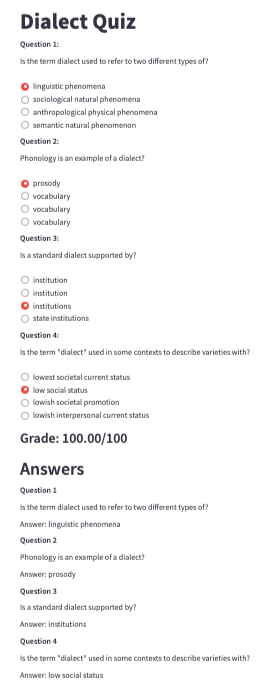 Dialect Quiz
Question 1:
Is the term dialect used to refer to two different types of?
linguistic phenomena
sociological natural phenomena
anthropological physical phenomena
semantic natural phenomenon
Question 2:
Phonology is an example of a dialect?
prosody
vocabulary
vocabulary
vocabulary
Question 3:
Is a standard dialect supported by?
institution
institution
institutions
state institutions
Question 4:
Is the term "dialect" used in some contexts to describe varieties with?
lowest societal current status
low social status
lowish societal promotion
lowish interpersonal current status
Grade: 100.00/100
Answers
Question 1
Is the term dialect used to refer to two different types of?
Answer: linguistic phenomena
Question 2
Phonology is an example of a dialect?
Answer: prosody
Question 3
Is a standard dialect supported by?
Answer: institutions
Question 4
Is the term "dialect" used in some contexts to describe varieties with?
Answer: low social status